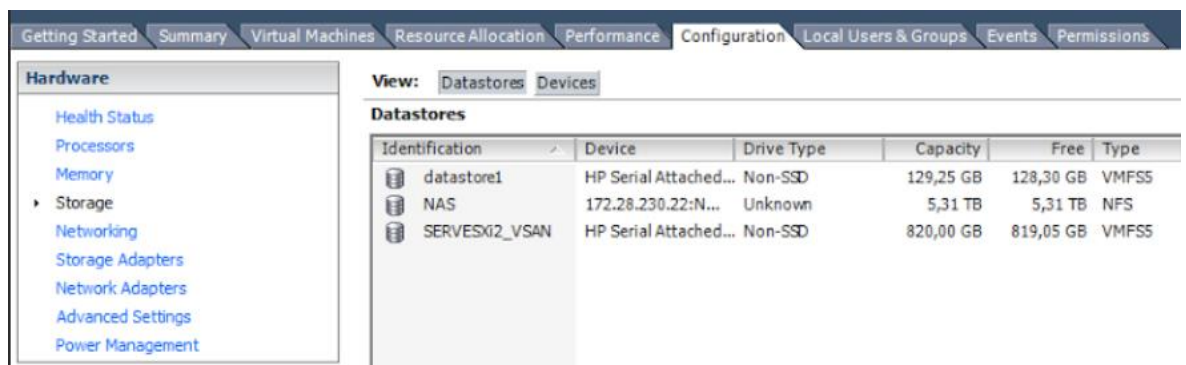 Getting Started Summary Virtual Machines Resource Allocation Performance Configuration Local Users & Groups Events Permissions
Hardware
Health Status
Processors
Memory
Storage
Networking
Storage Adapters
Network Adapters
Advanced Settings
Power Management
View: Datastores Devices
Datastores
Identification Device Drive Type Capacity Free Type
datastore1 HP Serial Attached... Non-SSD 129,25 GB 128,30 GB VMFS5
NAS 172.28.230.22:N... Unknown 5,31 TB 5,31 TB NFS
SERVESXi2_VSAN HP Serial Attached... Non-SSD 820,00 GB 819,05 GB VMFS5